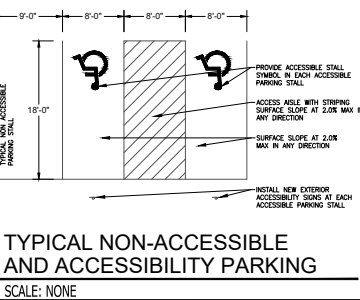 9'-0" 8'-0" 8'-0" 8'-0"
PROVIDE ACCESSIBLE STALL
SYMBOL IN EACH ACCESSIBLE
PARKING STALL
TYPICAL NON ACCESSIBLE
PARKING STALL
18'-0"
ACCESS AISLE WITH STRIPING
SURFACE SLOPE AT 2.0% MAX IN
ANY DIRECTION
SURFACE SLOPE AT 2.0%
MAX IN ANY DIRECTION
INSTALL NEW EXTERIOR
ACCESSIBILITY SIGNS AT EACH
ACCESSIBLE PARKING STALL
TYPICAL NON-ACCESSIBLE
AND ACCESSIBILITY PARKING
SCALE: NONE